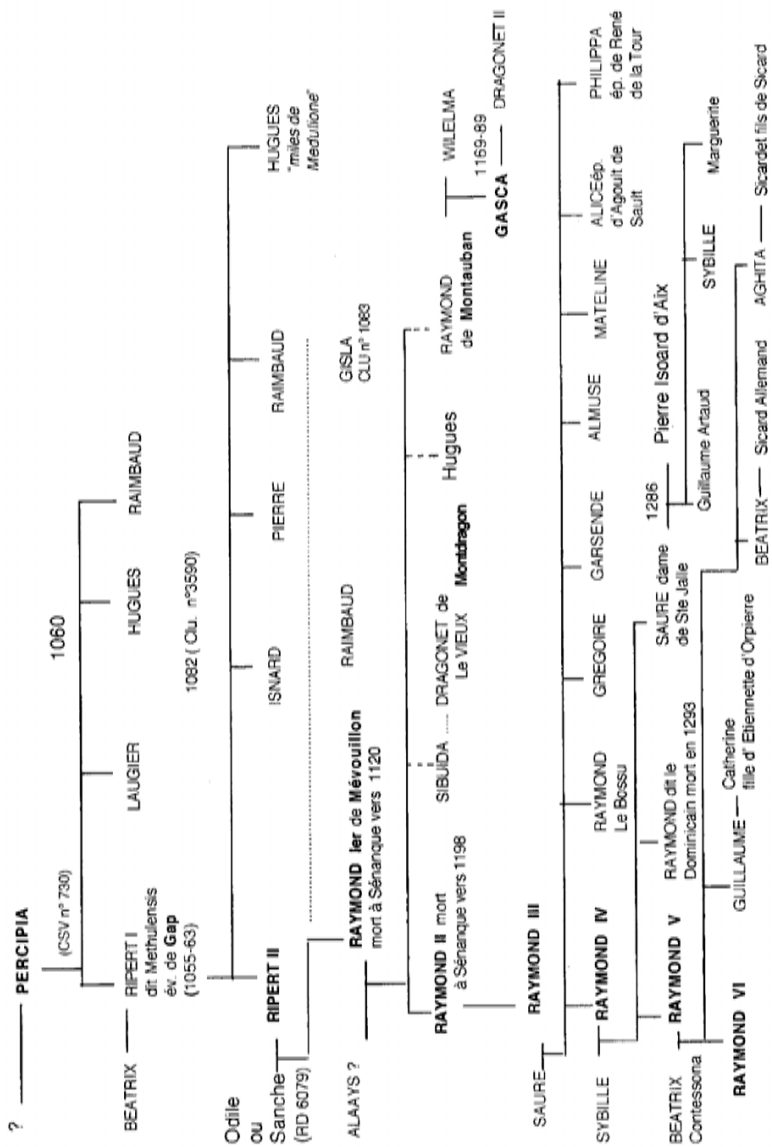 ? PERCIPIA
(CSV n° 730)
1060
RIPERT I LAUGIER HUGUES RAIMBAUD
BEATRIX
dit Methulensis
év. de Gap
(1055-63)
1082 ( Clu. n°3590)
Odile
ou
Sanche RIPERT II ISNARD PIERRE RAIMBAUD HUGUES
(RD 6079)
"miles de
Medulione"
ALAAYS ? RAYMOND Ier de Mévouillon RAIMBAUD GISLA
mort à Sénanque vers 1120
CLU n° 1083
RAYMOND II mort
à Sénanque vers 1198
SIBUIDA ..... DRAGONET de Montdragon
Le VIEUX
Hugues
RAYMOND
de Montauban
WILELMA
1169-89
GASCA DRAGONET II
RAYMOND III
SAURE
RAYMOND IV
RAYMOND
Le Bossu
GREGOIRE GARSENDE ALMUSE MATELINE
ALICEép.
d'Agoult de
Sault
PHILIPPA
ép. de René
de la Tour
SYBILLE
RAYMOND V
RAYMOND dit le
Dominicain mort en 1293
SAURE dame
de Ste Jalle
1286
Pierre Isoard d'Aix
Guillaume Artaud SYBILLE Marguerite
BEATRIX
Contessona
RAYMOND VI
GUILLAUME Catherine
fille d' Etiennette d'Orpierre
BEATRIX Sicard Allemand AGHITA Sicardet fils de Sicard